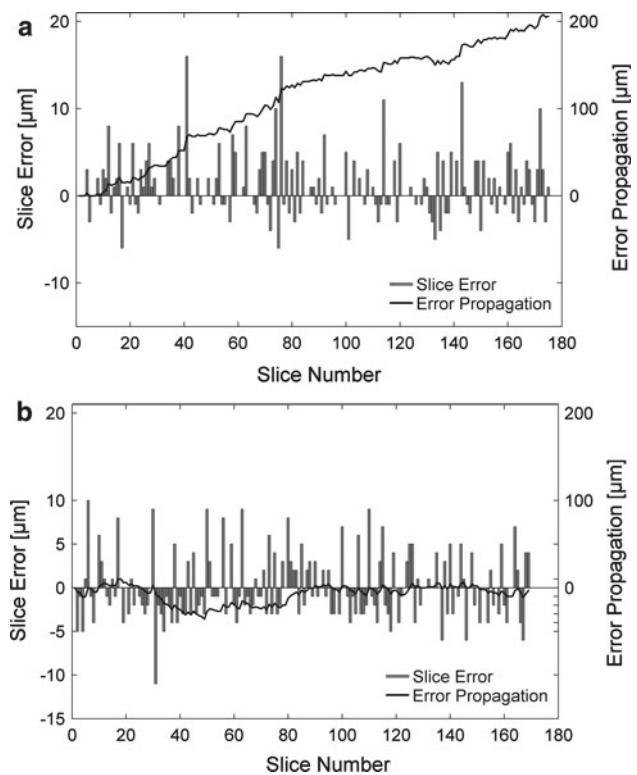 a
20
10
0
-10
Slice Error [µm]
200
100
0
Error Propagation [µm]
Slice Error
Error Propagation
0 20 40 60 80 100 120 140 160 180
Slice Number
b
20
10
5
0
-5
-10
-15
Slice Error [µm]
200
100
0
Error Propagation [µm]
Slice Error
Error Propagation
0 20 40 60 80 100 120 140 160 180
Slice Number